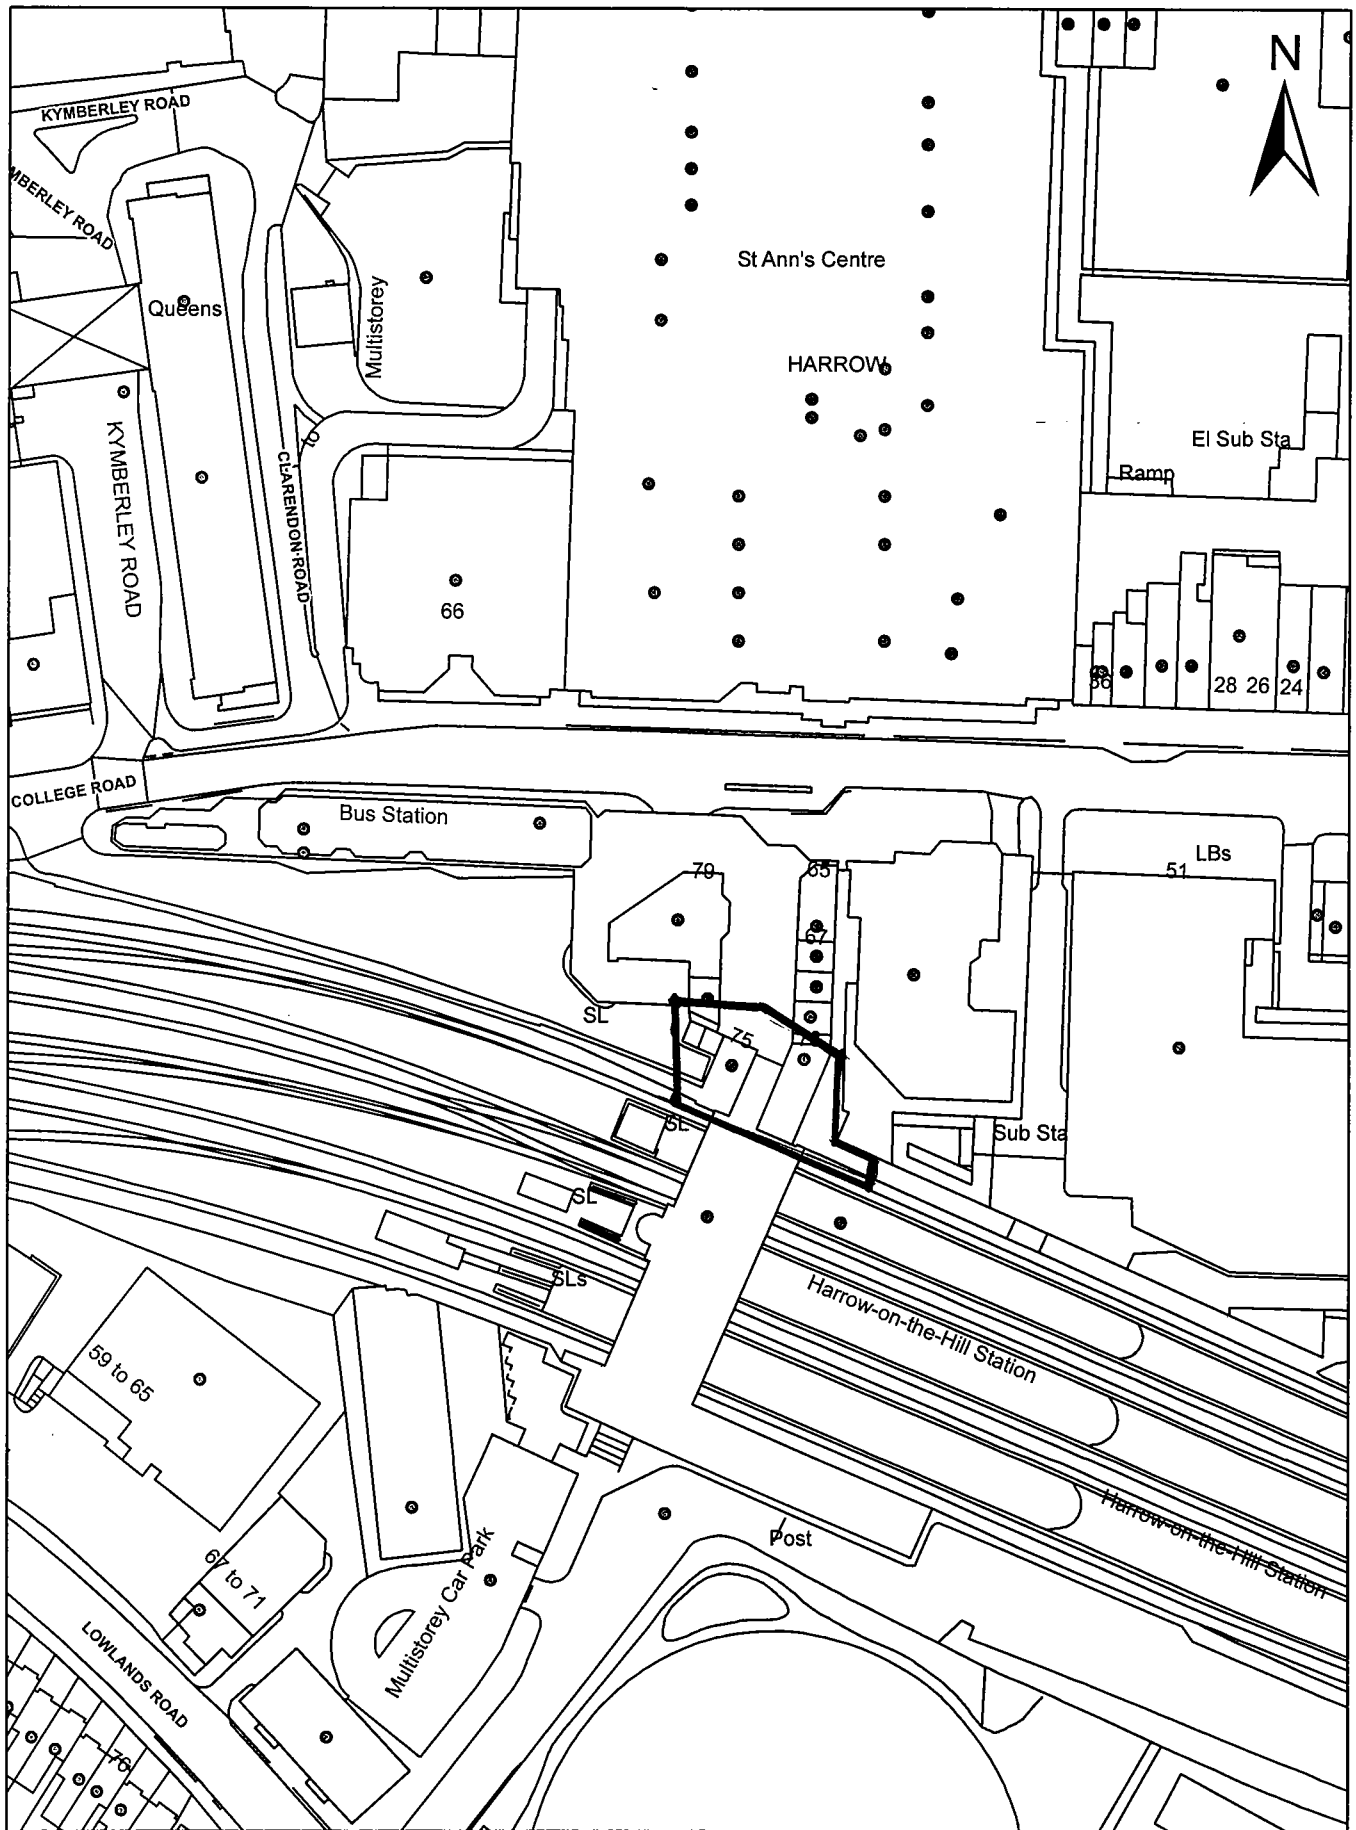 N
KYMBERLEY ROAD
MBERLEY ROAD
St Ann's Centre
Queens
Multistorey
HARROW
KYMBERLEY ROAD
CLARENDON ROAD
El Sub Sta
Ramp
66
36
28 26 24
COLLEGE ROAD
Bus Station
LBs
79
65
51
67
SL
75
SL
Sub Sta
SL
SLs
Harrow-on-the-Hill Station
59 to 65
Harrow-on-the-Hill Station
Post
67 to 71
Multistorey Car Park
LOWLANDS ROAD
76